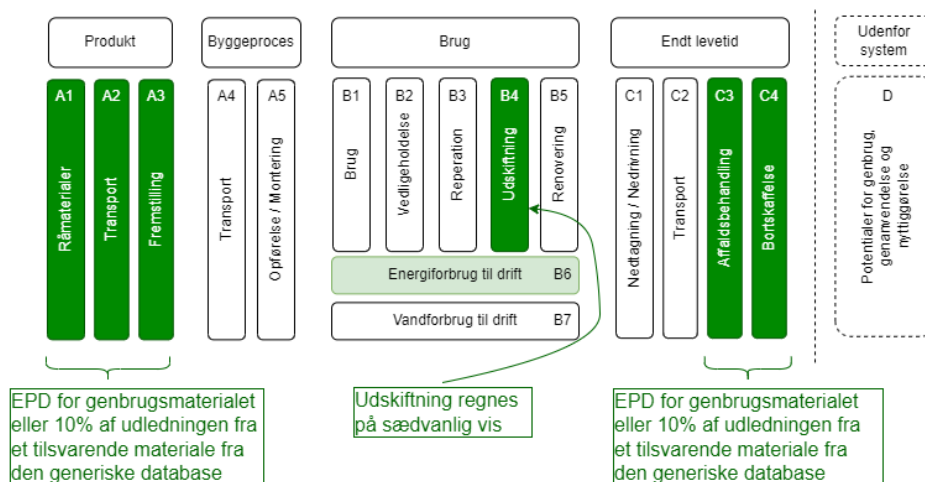 Produkt
Byggeproces
Brug
Endt levetid
Udenfor
system
A1
Råmaterialer
A2
Transport
A3
Fremstilling
A4
Transport
A5
Opførelse / Montering
B1
Brug
B2
Vedligeholdelse
B3
Reperation
B4
Udskiftning
B5
Renovering
Energiforbrug til drift B6
Vandforbrug til drift B7
C1
Nedtagning / Nedrivning
C2
Transport
C3
Affaldsbehandling
C4
Bortskaffelse
D
Potentialer for genbrug,
genanvendelse og
nyttiggørelse
EPD for genbrugsmaterialet
eller 10% af udledningen fra
et tilsvarende materiale fra
den generiske database
Udskiftning regnes
på sædvanlig vis
EPD for genbrugsmaterialet
eller 10% af udledningen fra
et tilsvarende materiale fra
den generiske database